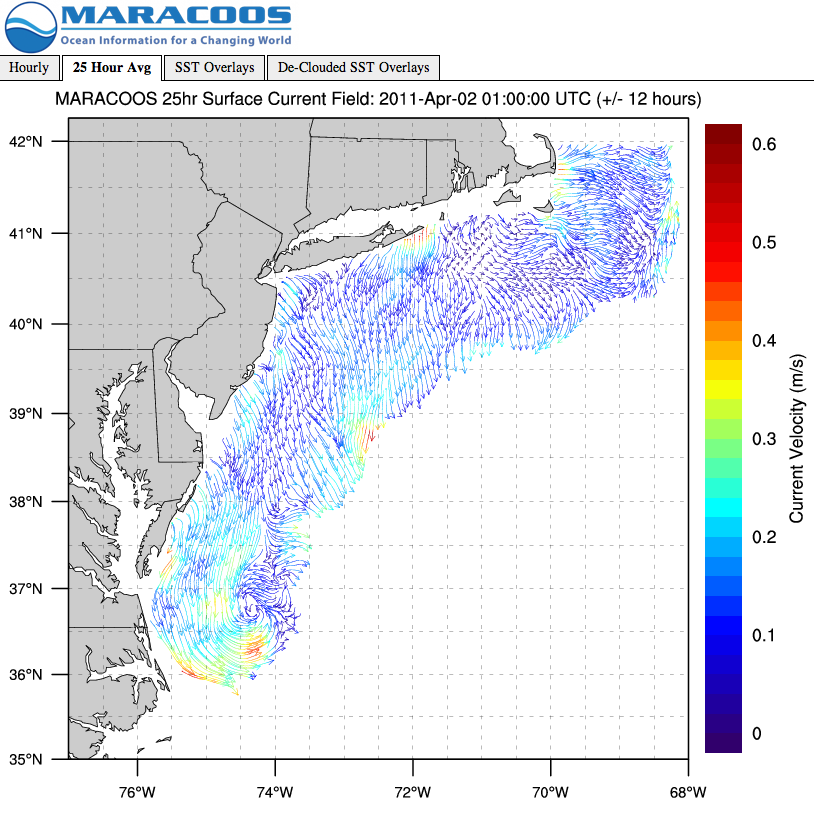 MARACOOS
Ocean Information for a Changing World
Hourly
25 Hour Avg
SST Overlays
De-Clouded SST Overlays
MARACOOS 25hr Surface Current Field: 2011-Apr-02 01:00:00 UTC (+/- 12 hours)
42°N
41°N
40°N
39°N
38°N
37°N
36°N
35°N
76°W
74°W
72°W
70°W
68°W
0.6
0.5
0.4
0.3
0.2
0.1
0
Current Velocity (m/s)